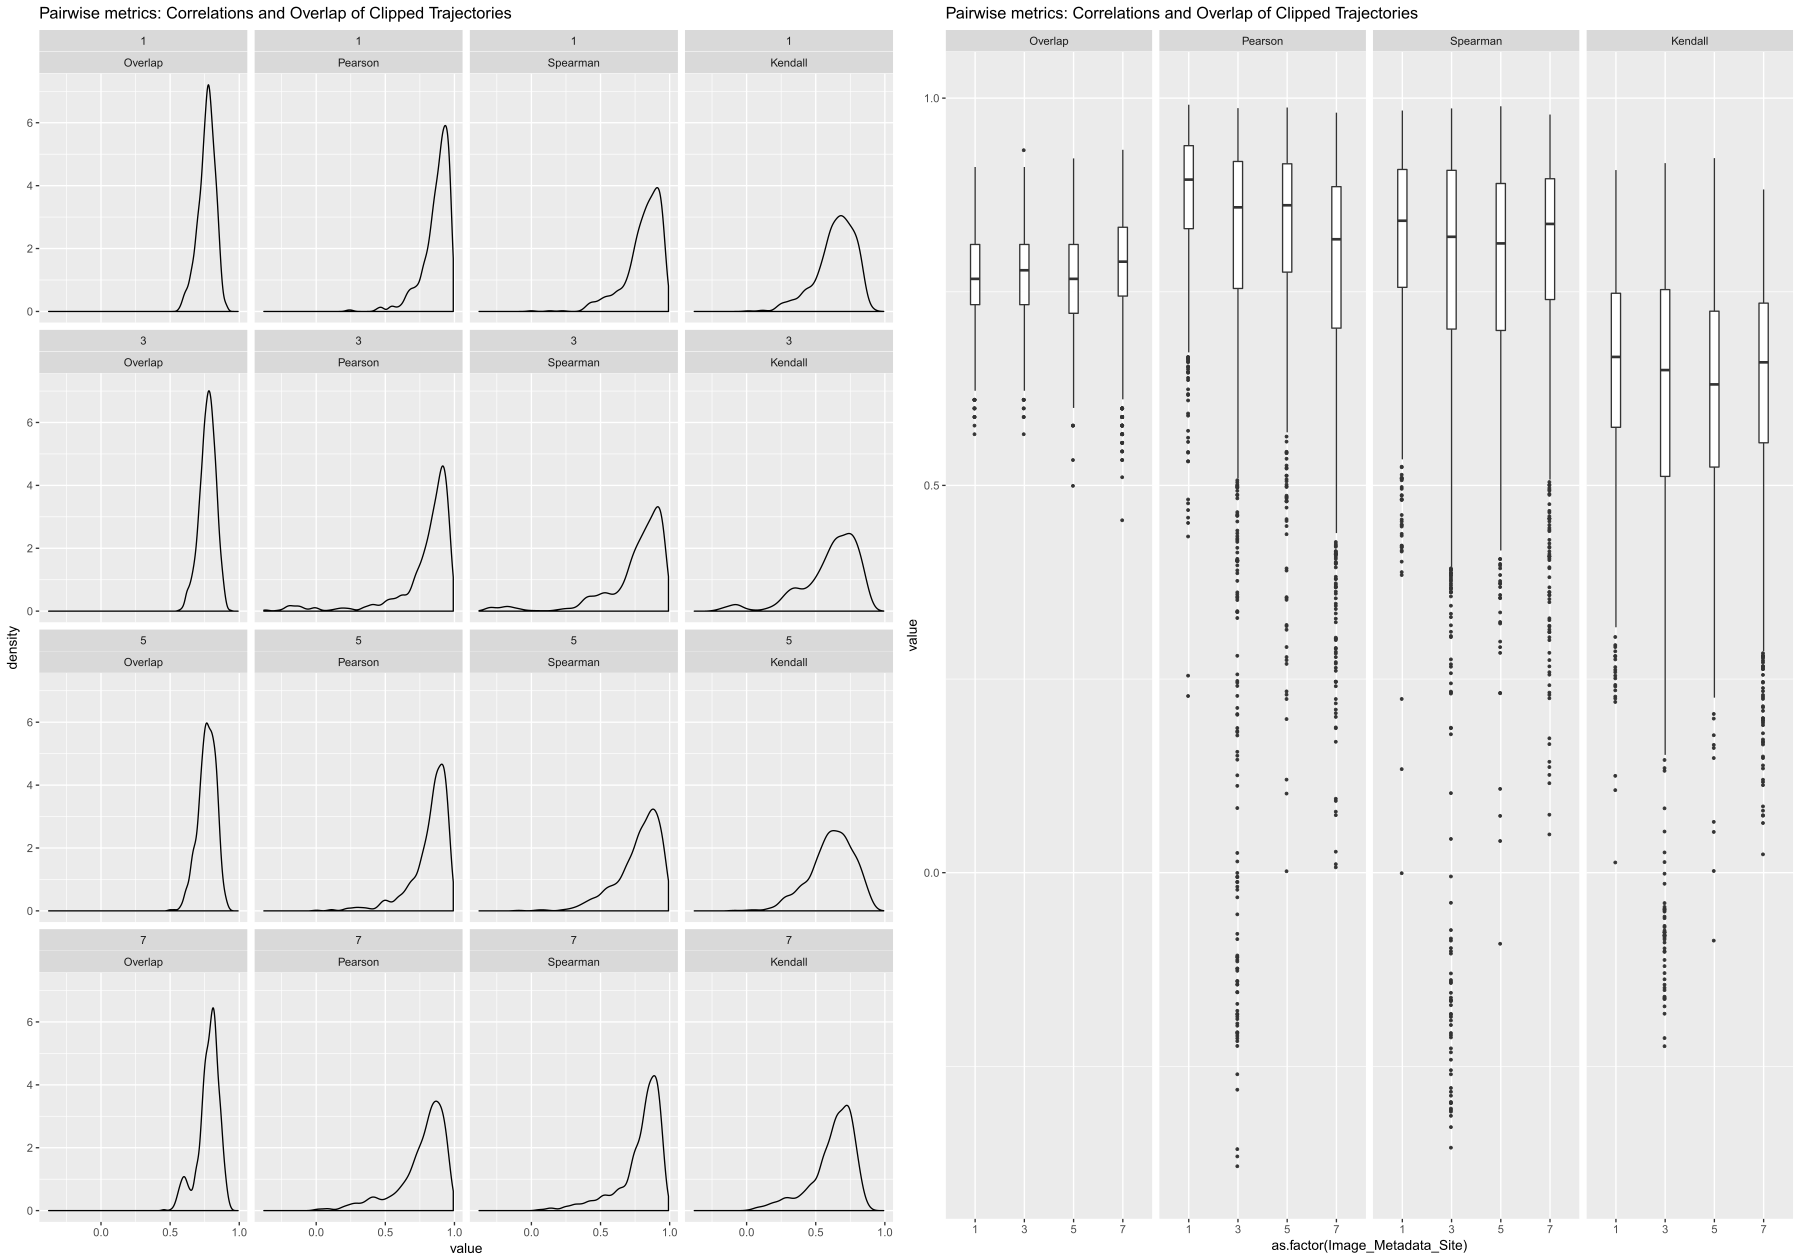 Pairwise metrics: Correlations and Overlap of Clipped Trajectories
1 1 1 1
Overlap Pearson Spearman Kendall
6
4
2
0
3 3 3 3
Overlap Pearson Spearman Kendall
6
4
2
0
5 5 5 5
Overlap Pearson Spearman Kendall
6
4
2
0
7 7 7 7
Overlap Pearson Spearman Kendall
6
4
2
0
0.0 0.5 1.0 0.0 0.5 1.0 0.0 0.5 1.0 0.0 0.5 1.0
value
density
Pairwise metrics: Correlations and Overlap of Clipped Trajectories
Overlap Pearson Spearman Kendall
1.0
0.5
0.0
1 3 5 7 1 3 5 7 1 3 5 7 1 3 5 7
as.factor(Image_Metadata_Site)
value